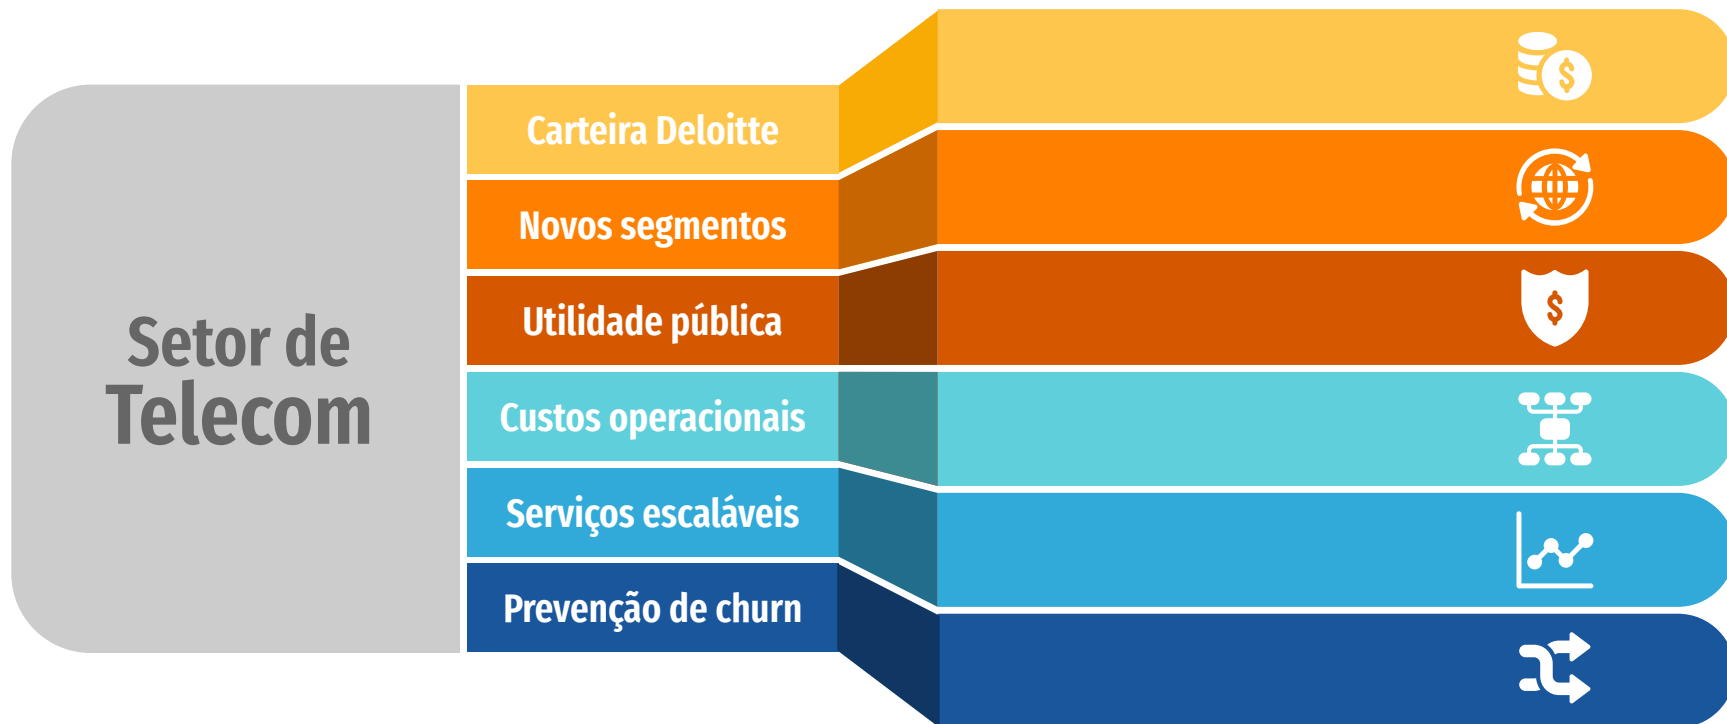 Setor de
Telecom
Carteira Deloitte
Novos segmentos
Utilidade pública
Custos operacionais
Serviços escaláveis
Prevenção de churn
$
$